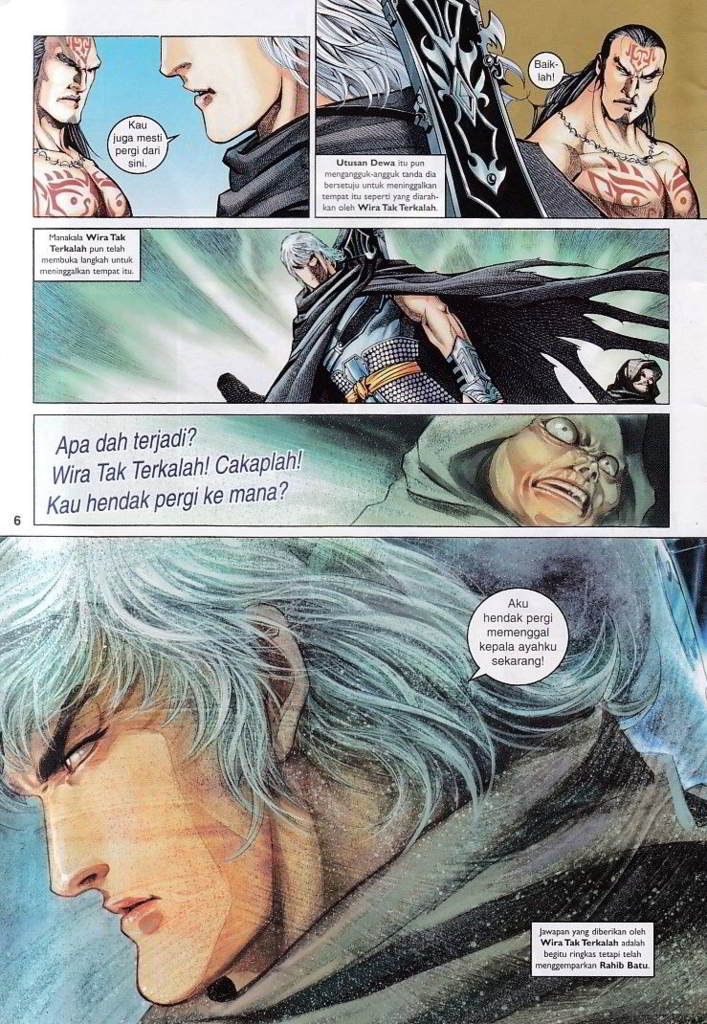 Kau
juga mesti
pergi dari
sini.
Baik-
lah!
Utusan Dewa itu pun
mengangguk-angguk tanda dia
bersetuju untuk meninggalkan
tempat itu seperti yang diarah-
kan oleh Wira Tak Terkalah.
Manakala Wira Tak
Terkalah pun telah
membuka langkah untuk
meninggalkan tempat itu.
Apa dah terjadi?
Wira Tak Terkalah! Cakaplah!
Kau hendak pergi ke mana?
6
Aku
hendak pergi
memenggal
kepala ayahku
sekarang!
Jawapan yang diberikan oleh
Wira Tak Terkalah adalah
begitu ringkas tetapi telah
menggemparkan Rahib Batu.